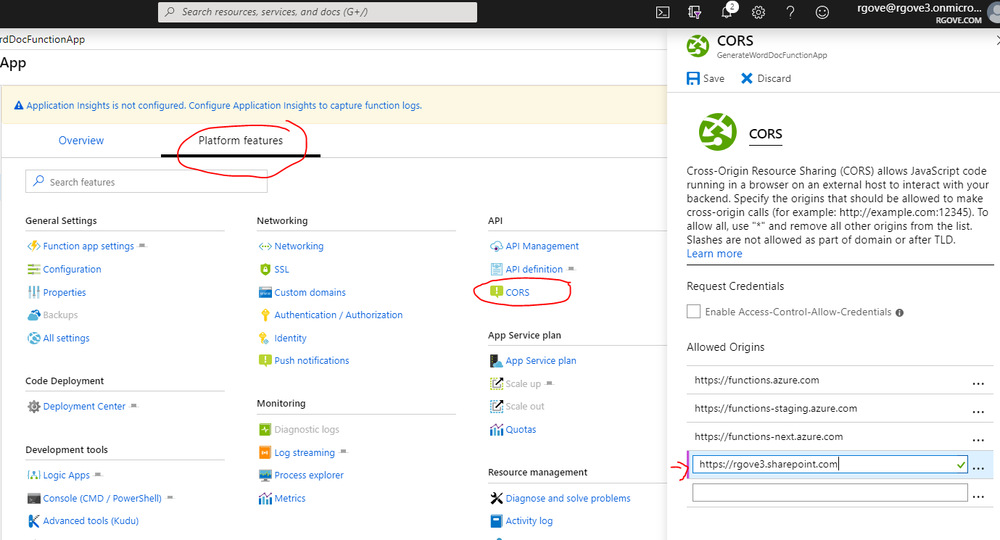 Search resources, services, and docs (G+/)
2
rgove@rgove3.onmicro...
RGOVE.COM
rdDocFunctionApp
App
Application Insights is not configured. Configure Application Insights to capture function logs.
Overview
Platform features
Search features
General Settings
Function app settings
Configuration
Properties
Backups
All settings
Code Deployment
Deployment Center
Development tools
Logic Apps
Console (CMD / PowerShell)
Advanced tools (Kudu)
Networking
Networking
SSL
www
Custom domains
Authentication / Authorization
Identity
Push notifications
Monitoring
Diagnostic logs
Log streaming
Process explorer
Metrics
API
API Management
API definition
CORS
App Service plan
App Service plan
Scale up
Scale out
Quotas
Resource management
Diagnose and solve problems
Activity log
CORS
GenerateWordDocFunctionApp
Save
Discard
CORS
Cross-Origin Resource Sharing (CORS) allows JavaScript code
running in a browser on an external host to interact with your
backend. Specify the origins that should be allowed to make
cross-origin calls (for example: http://example.com:12345). To
allow all, use "*" and remove all other origins from the list.
Slashes are not allowed as part of domain or after TLD.
Learn more
Request Credentials
Enable Access-Control-Allow-Credentials
Allowed Origins
https://functions.azure.com
...
https://functions-staging.azure.com
...
https://functions-next.azure.com
...
https://rgove3.sharepoint.com
...
...